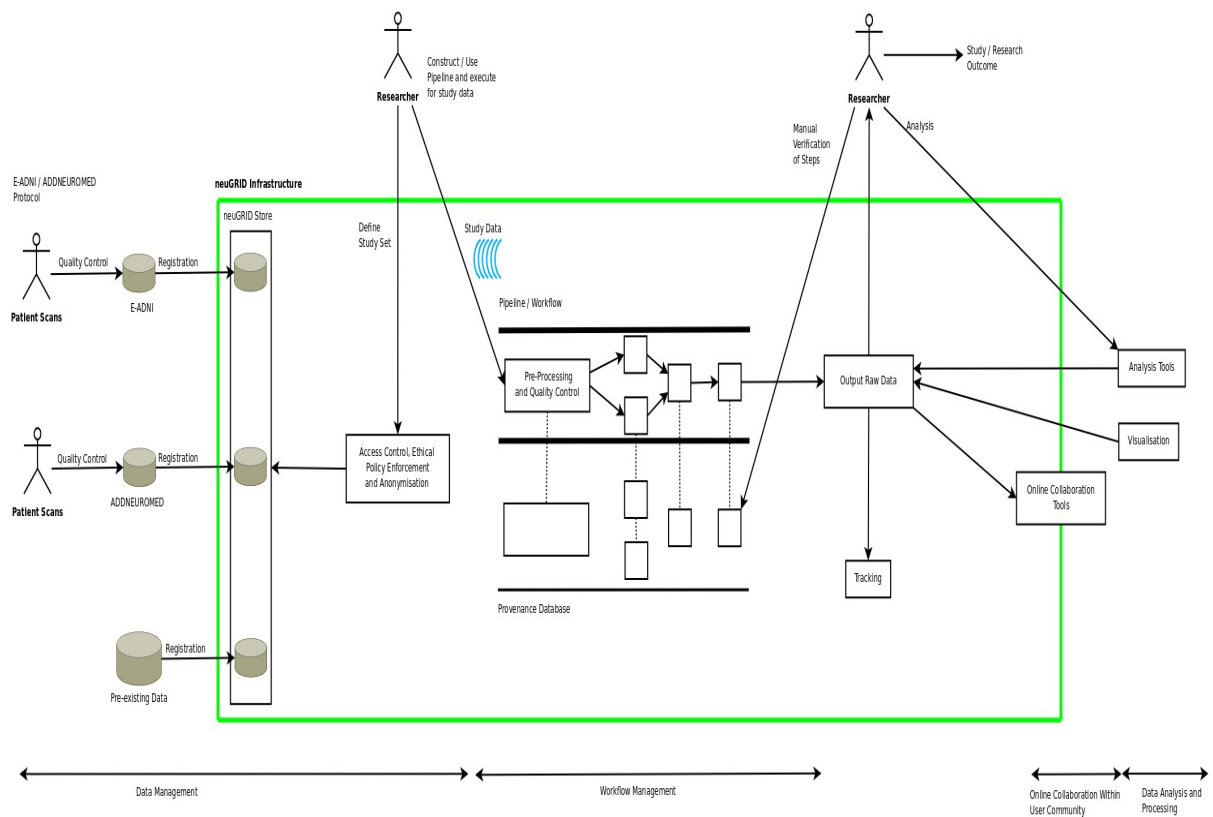 Construct / Use
Pipeline and execute
for study data
Researcher
Study / Research
Outcome
Researcher
Manual
Verification
of Steps
Analysis
E-ADNI / ADDNEUROMED
Protocol
neuGRID Infrastructure
neuGRID Store
Define
Study Set
Study Data
Quality Control
Registration
E-ADNI
Patient Scans
Pipeline / Workflow
Pre-Processing
and Quality Control
Output Raw Data
Analysis Tools
Visualisation
Quality Control
Registration
ADDNEUROMED
Patient Scans
Access Control, Ethical
Policy Enforcement
and Anonymisation
Online Collaboration
Tools
Tracking
Provenance Database
Registration
Pre-existing Data
Data Management
Workflow Management
Online Collaboration Within
User Community
Data Analysis and
Processing